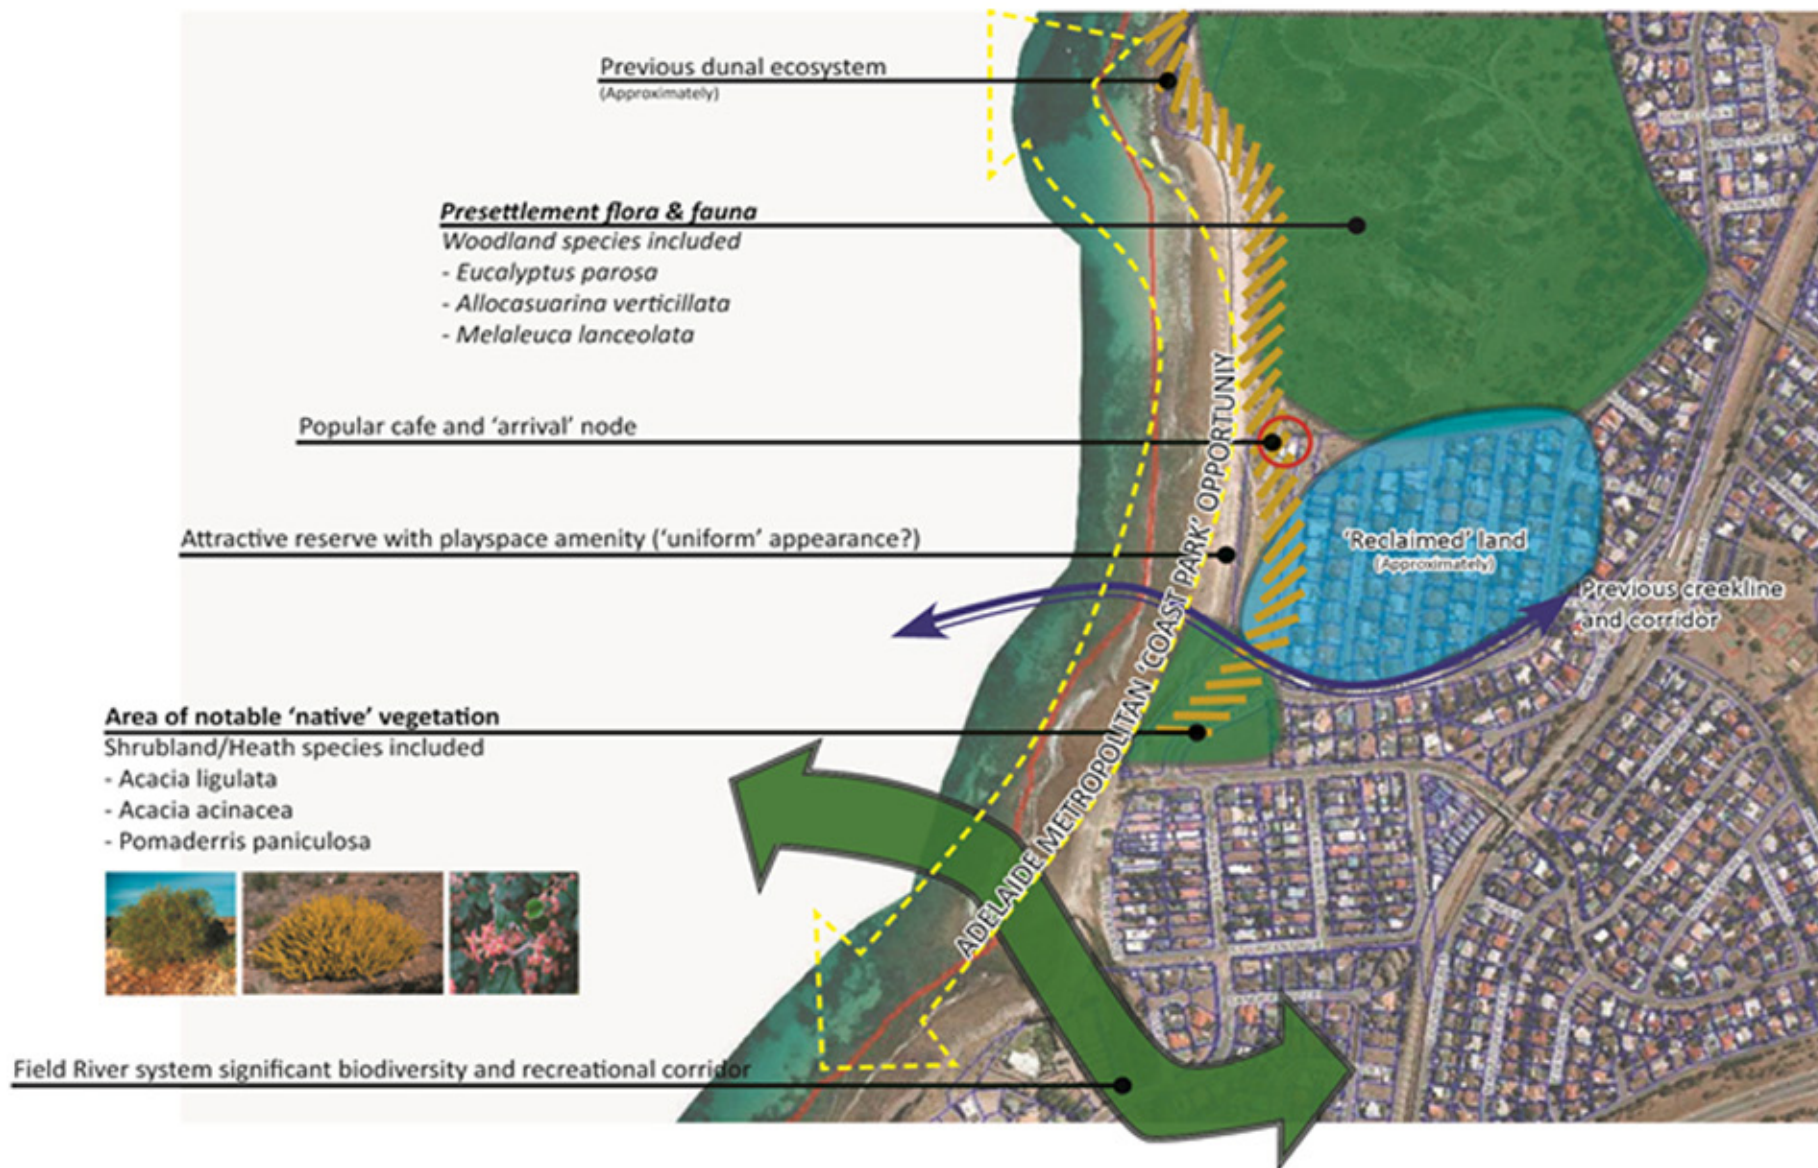 Previous dunal ecosystem
(Approximately)
Presettlement flora & fauna
Woodland species included
- Eucalyptus parosa
- Allocasuarina verticillata
- Melaleuca lanceolata
Popular cafe and ‘arrival’ node
Attractive reserve with playspace amenity (‘uniform’ appearance?)
Area of notable ‘native’ vegetation
Shrubland/Heath species included
- Acacia ligulata
- Acacia acinacea
- Pomaderris paniculosa
Field River system significant biodiversity and recreational corridor
ADELAIDE METROPOLITAN ‘COAST PARK’ OPPORTUNIY
‘Reclaimed’ land
(Approximately)
Previous creekline
and corridor